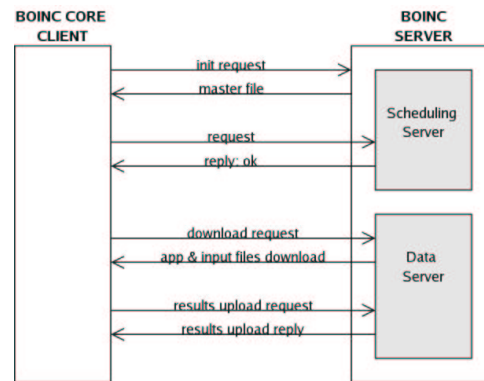 BOINC CORE
CLIENT
BOINC
SERVER
init request
master file
Scheduling
Server
request
reply: ok
download request
app & input files download
Data
Server
results upload request
results upload reply